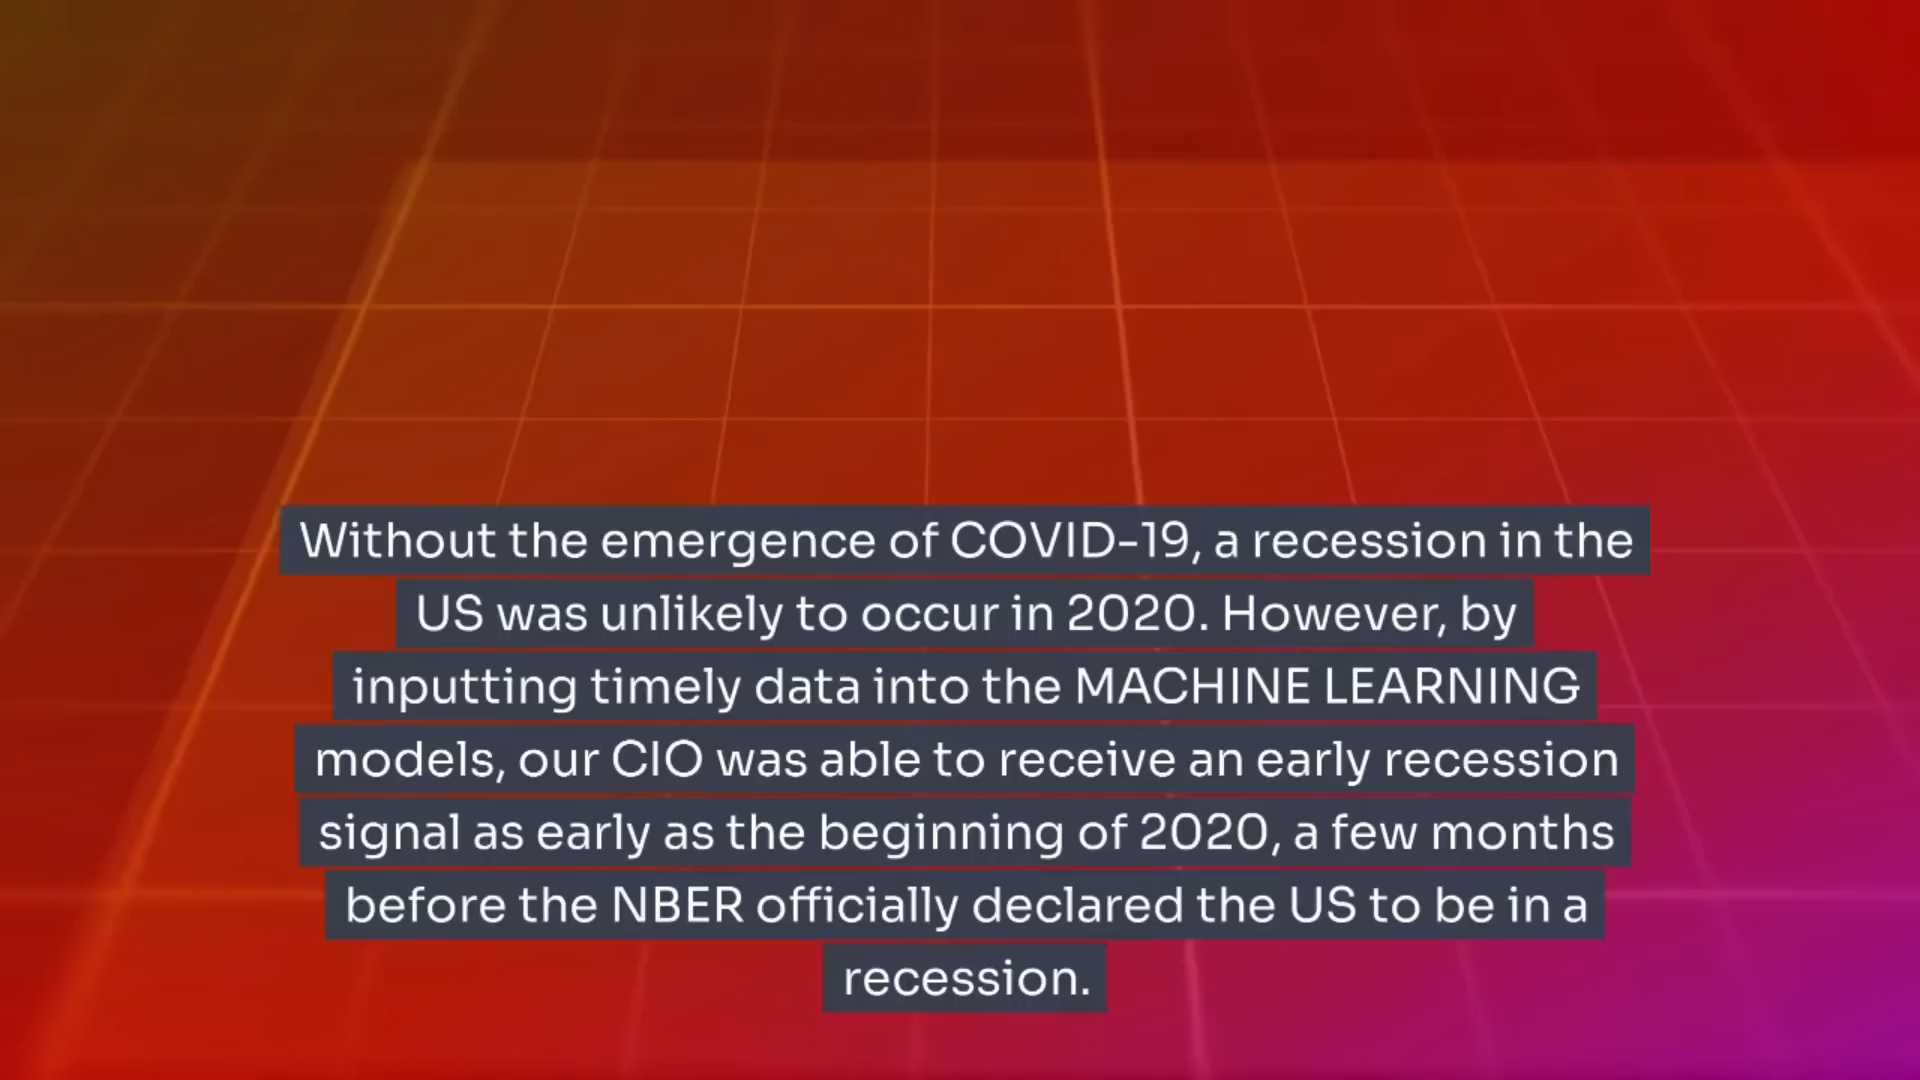 Without the emergence of COVID-19, a recession in the
US was unlikely to occur in 2020. However, by
inputting timely data into the MACHINE LEARNING
models, our CIO was able to receive an early recession
signal as early as the beginning of 2020, a few months
before the NBER officially declared the US to be in a
recession.